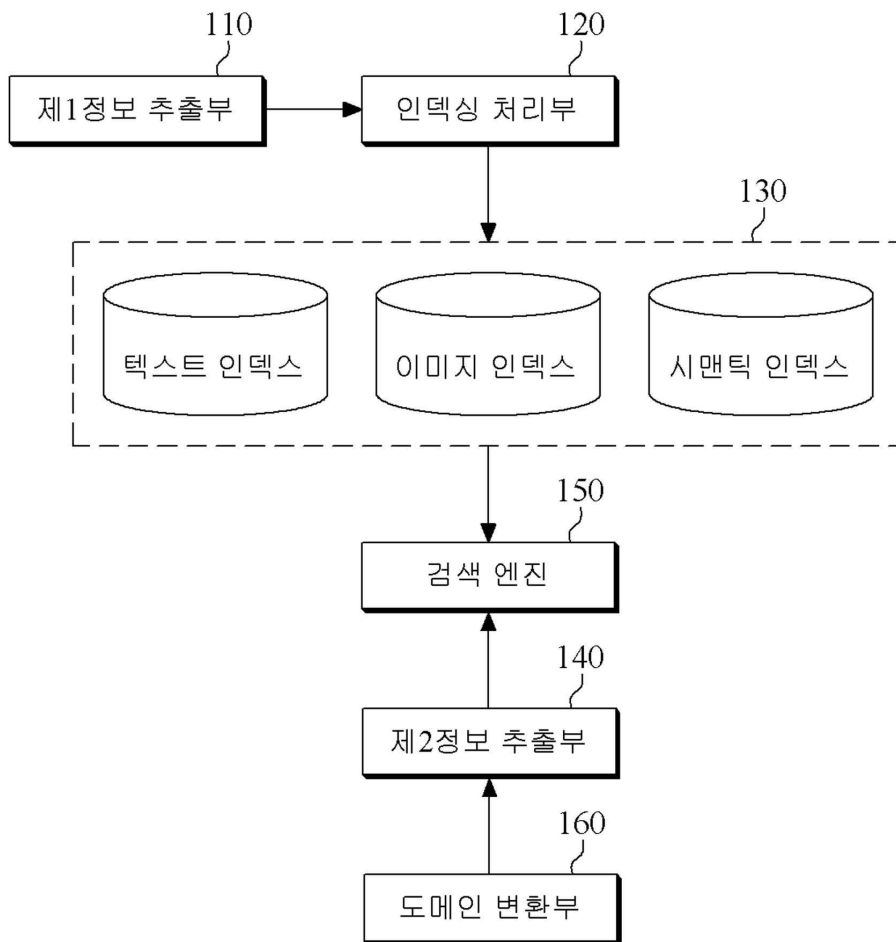 110
120
제1정보 추출부
인덱싱 처리부
130
텍스트 인덱스
이미지 인덱스
시맨틱 인덱스
150
검색 엔진
140
제2정보 추출부
160
도메인 변환부